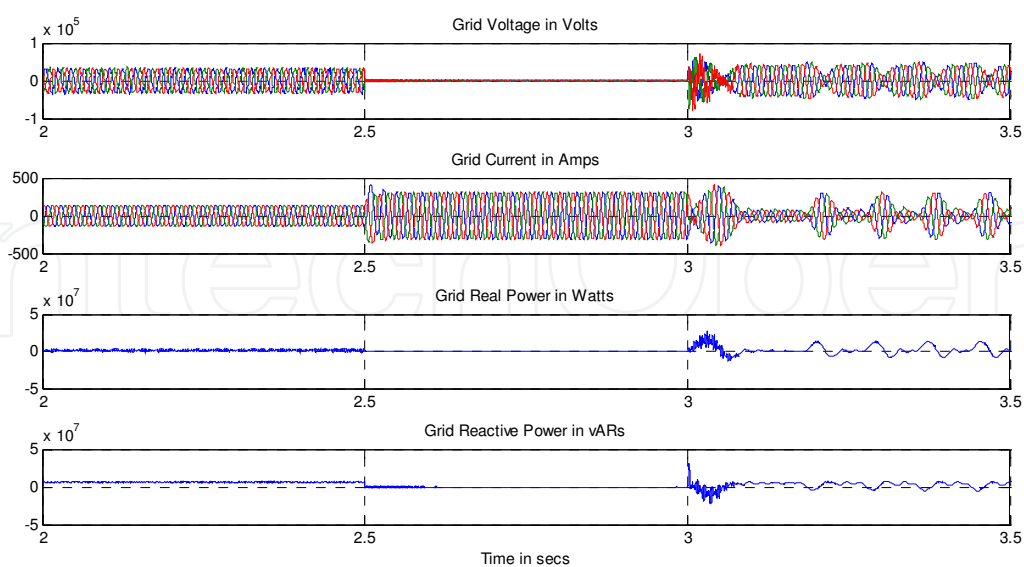 Grid Voltage in Volts
x 10^5
1
0
-1
2 2.5 3 3.5
Grid Current in Amps
500
0
-500
2 2.5 3 3.5
Grid Real Power in Watts
x 10^7
5
0
-5
2 2.5 3 3.5
Grid Reactive Power in vARs
x 10^7
5
0
-5
2 2.5 3 3.5
Time in secs